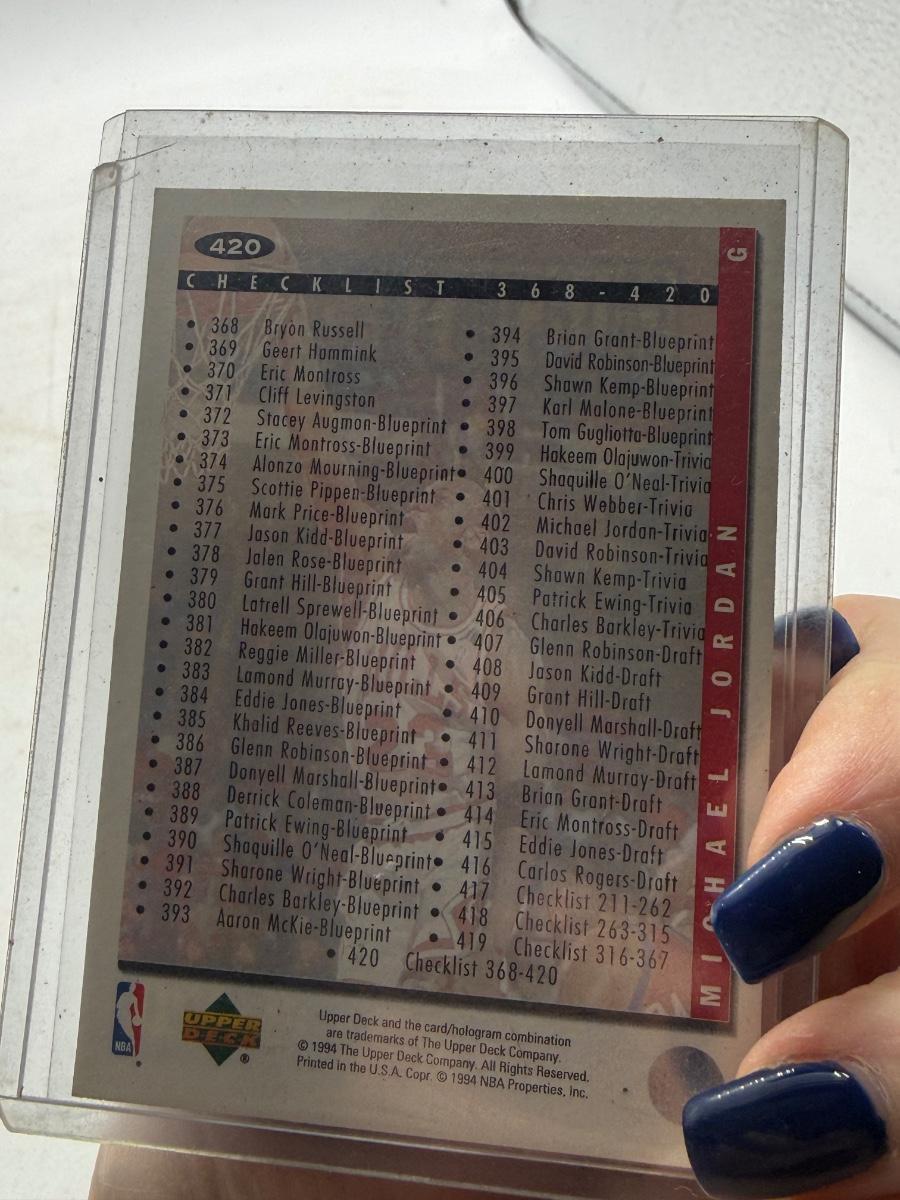 420
G
CHECKLIST 368-420
• 368 Bryon Russell
• 369 Geert Hammink
• 370 Eric Montross
• 371 Cliff Levingston
• 372 Stacey Augmon-Blueprint
• 373 Eric Montross-Blueprint
• 374 Alonzo Mourning-Blueprint
• 375 Scottie Pippen-Blueprint
• 376 Mark Price-Blueprint
• 377 Jason Kidd-Blueprint
• 378 Jalen Rose-Blueprint
• 379 Grant Hill-Blueprint
• 380 Latrell Sprewell-Blueprint
• 381 Hakeem Olajuwon-Blueprint
• 382 Reggie Miller-Blueprint
• 383 Lamond Murray-Blueprint
• 384 Eddie Jones-Blueprint
• 385 Khalid Reeves-Blueprint
• 386 Glenn Robinson-Blueprint
• 387 Donyell Marshall-Blueprint
• 388 Derrick Coleman-Blueprint
• 389 Patrick Ewing-Blueprint
• 390 Shaquille O'Neal-Blueprint
• 391 Sharone Wright-Blueprint
• 392 Charles Barkley-Blueprint
• 393 Aaron McKie-Blueprint
• 394 Brian Grant-Blueprint
• 395 David Robinson-Blueprint
• 396 Shawn Kemp-Blueprint
• 397 Karl Malone-Blueprint
• 398 Tom Gugliotta-Blueprint
• 399 Hakeem Olajuwon-Trivia
• 400 Shaquille O'Neal-Trivia
• 401 Chris Webber-Trivia
• 402 Michael Jordan-Trivia
• 403 David Robinson-Trivia
• 404 Shawn Kemp-Trivia
• 405 Patrick Ewing-Trivia
• 406 Charles Barkley-Trivia
• 407 Glenn Robinson-Draft
• 408 Jason Kidd-Draft
• 409 Grant Hill-Draft
• 410 Donyell Marshall-Draft
• 411 Sharone Wright-Draft
• 412 Lamond Murray-Draft
• 413 Brian Grant-Draft
• 414 Eric Montross-Draft
• 415 Eddie Jones-Draft
• 416 Carlos Rogers-Draft
• 417 Checklist 211-262
• 418 Checklist 263-315
• 419 Checklist 316-367
• 420 Checklist 368-420
MICHAEL JORDAN
NBA
UPPER DECK ®
Upper Deck and the card/hologram combination
are trademarks of The Upper Deck Company.
© 1994 The Upper Deck Company. All Rights Reserved.
Printed in the U.S.A. Copr. © 1994 NBA Properties, Inc.